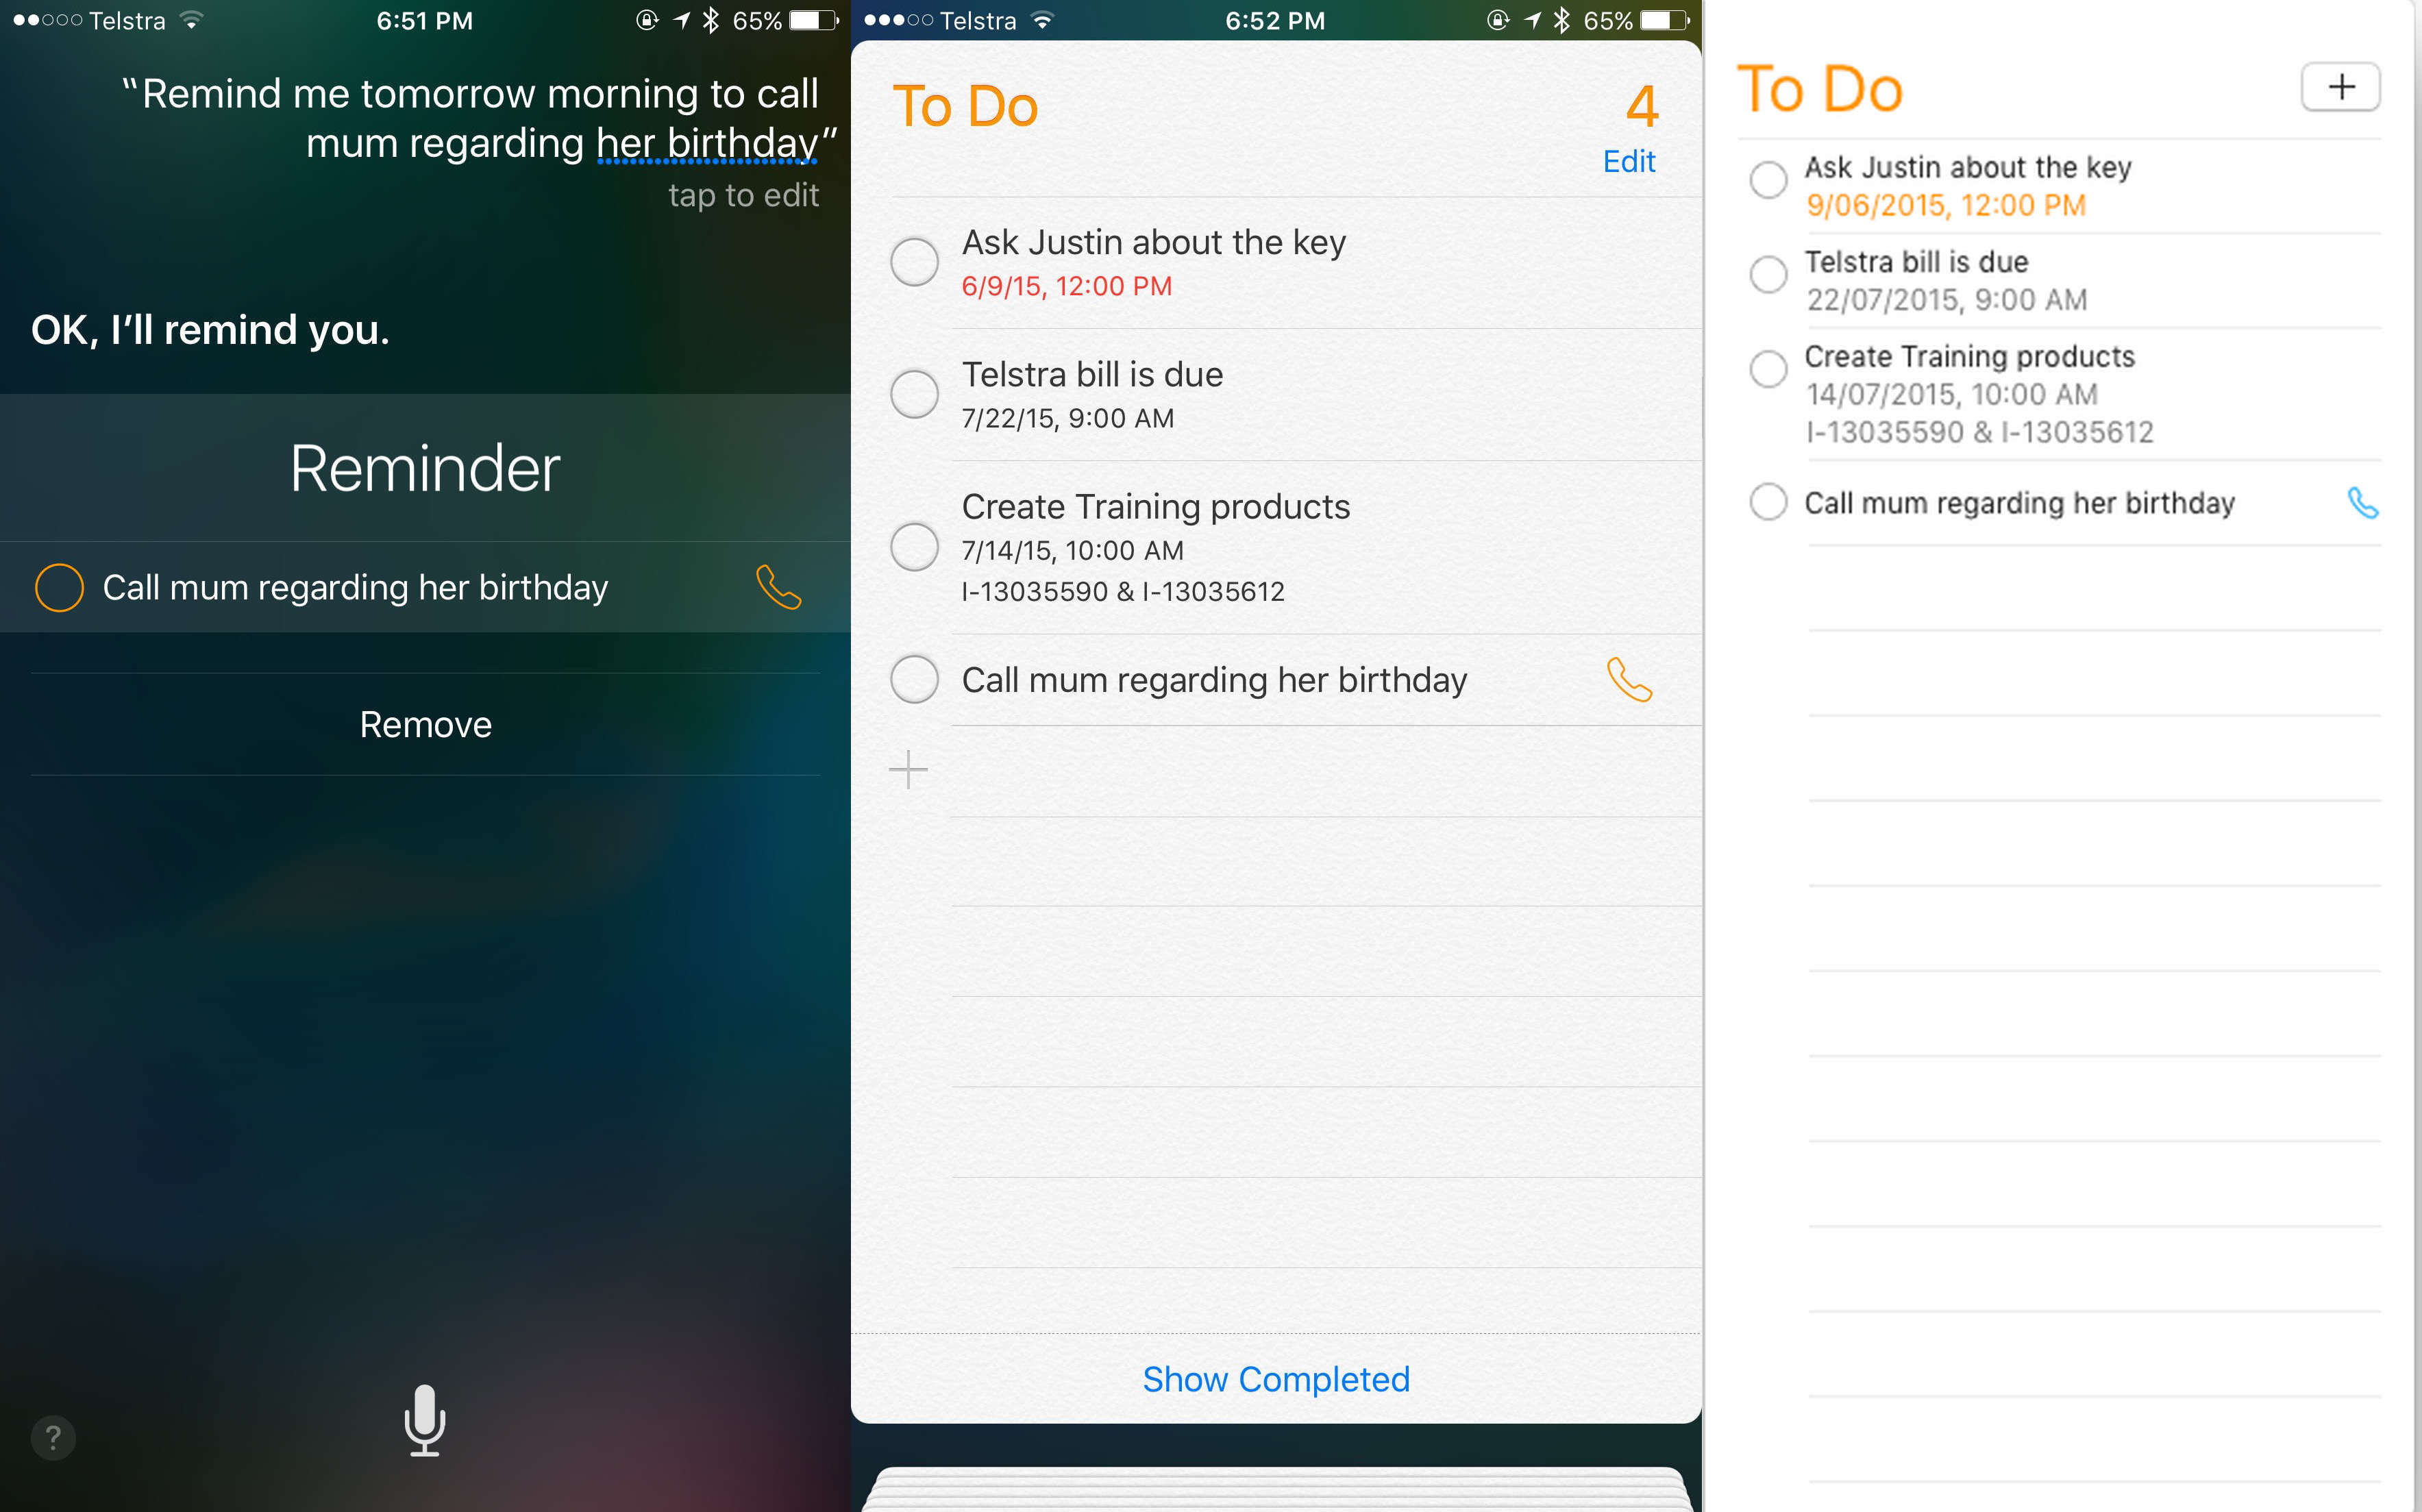 Telstra 6:51 PM 65%
“Remind me tomorrow morning to call
mum regarding her birthday”
tap to edit
OK, I’ll remind you.
Reminder
Call mum regarding her birthday
Remove
?
Telstra 6:52 PM 65%
To Do 4
Edit
Ask Justin about the key
6/9/15, 12:00 PM
Telstra bill is due
7/22/15, 9:00 AM
Create Training products
7/14/15, 10:00 AM
I-13035590 & I-13035612
Call mum regarding her birthday
Show Completed
To Do +
Ask Justin about the key
9/06/2015, 12:00 PM
Telstra bill is due
22/07/2015, 9:00 AM
Create Training products
14/07/2015, 10:00 AM
I-13035590 & I-13035612
Call mum regarding her birthday